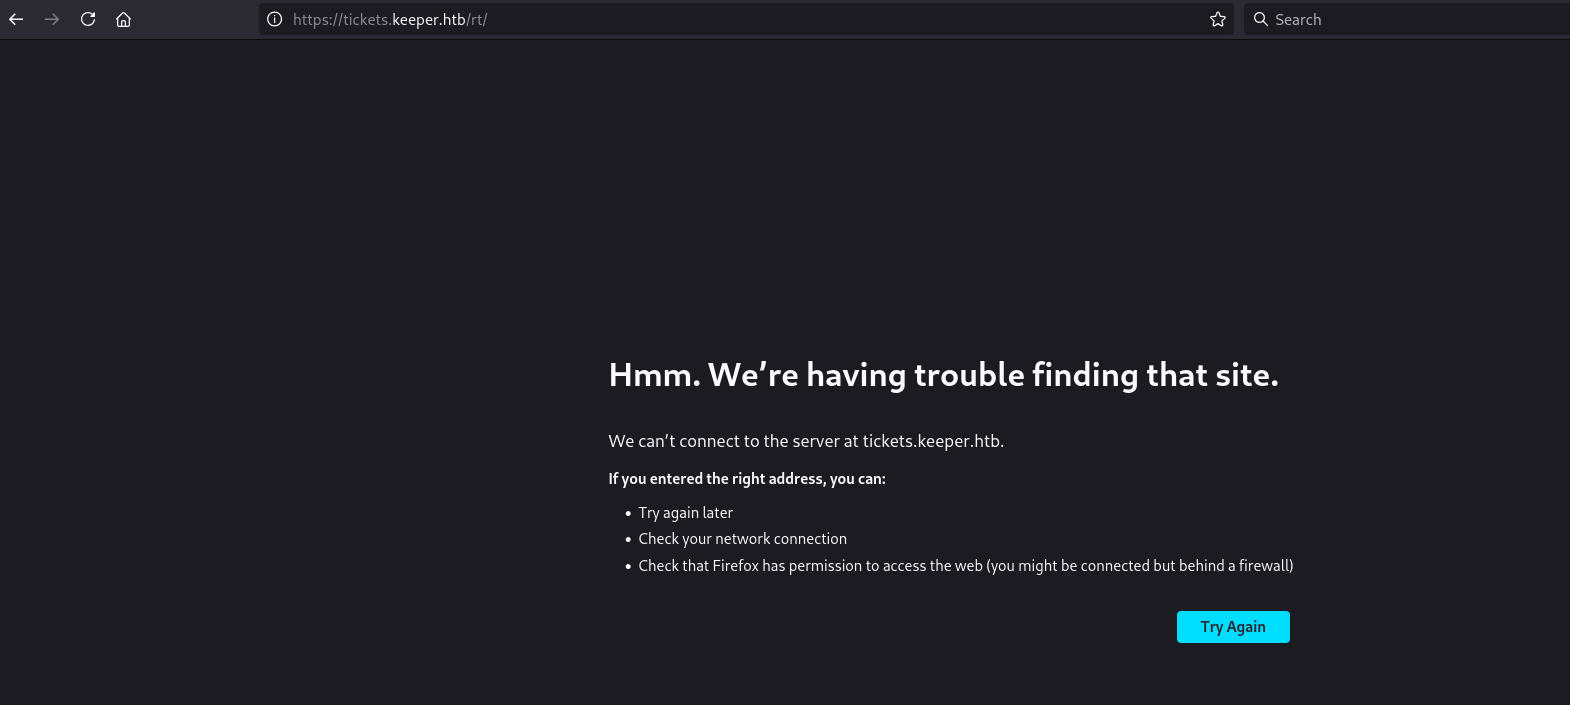 https://tickets.keeper.htb/rt/
Search
Hmm. We’re having trouble finding that site.
We can’t connect to the server at tickets.keeper.htb.
If you entered the right address, you can:
• Try again later
• Check your network connection
• Check that Firefox has permission to access the web (you might be connected but behind a firewall)
Try Again